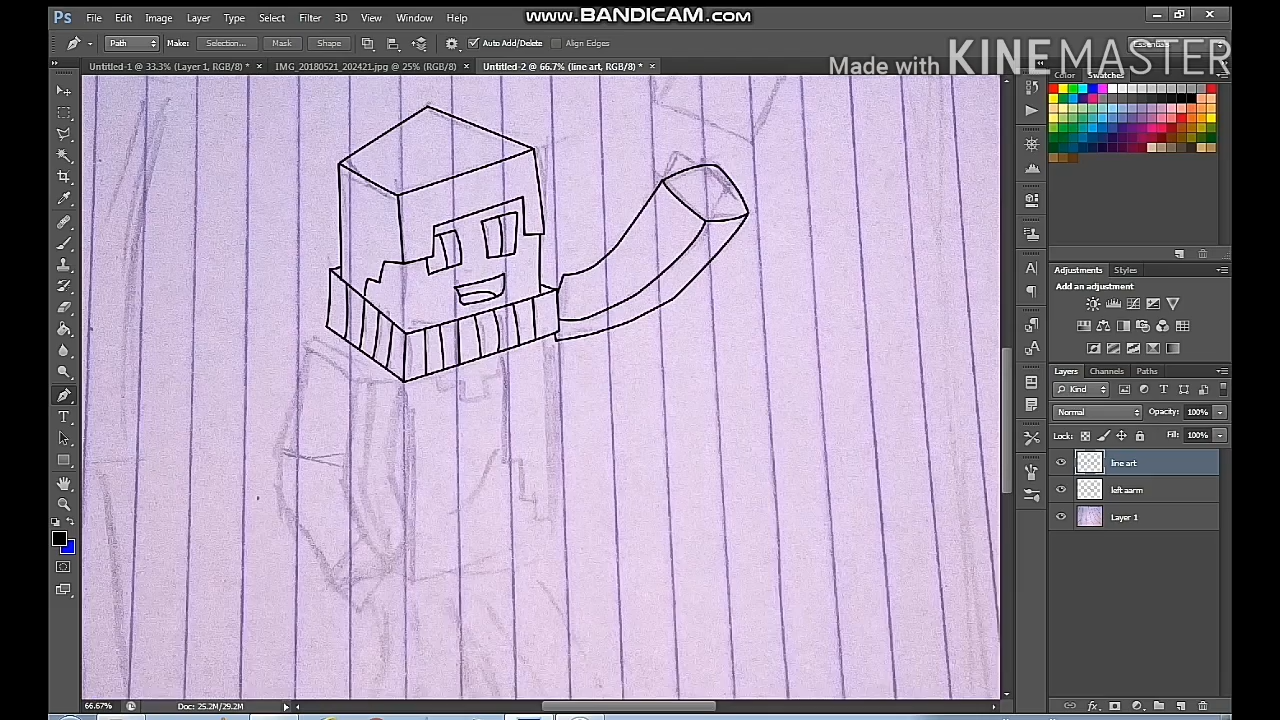 www.BANDICAM.com
Ps File Edit Image Layer Type Select Filter 3D View Window Help
Path Make: Selection... Mask Shape Auto Add/Delete Align Edges Essentials
Made with KINEMASTER
Untitled-1 @ 33.3% (Layer 1, RGB/8) * × IMG_20180521_202421.jpg @ 25% (RGB/8) × Untitled-2 @ 66.7% (line art, RGB/8) * ×
Color Swatches
Adjustments Styles
Add an adjustment
Layers Channels Paths
Kind
Normal Opacity: 100%
Lock: Fill: 100%
line art
left aarm
Layer 1
66.67% Doc: 25.2M/29.2M